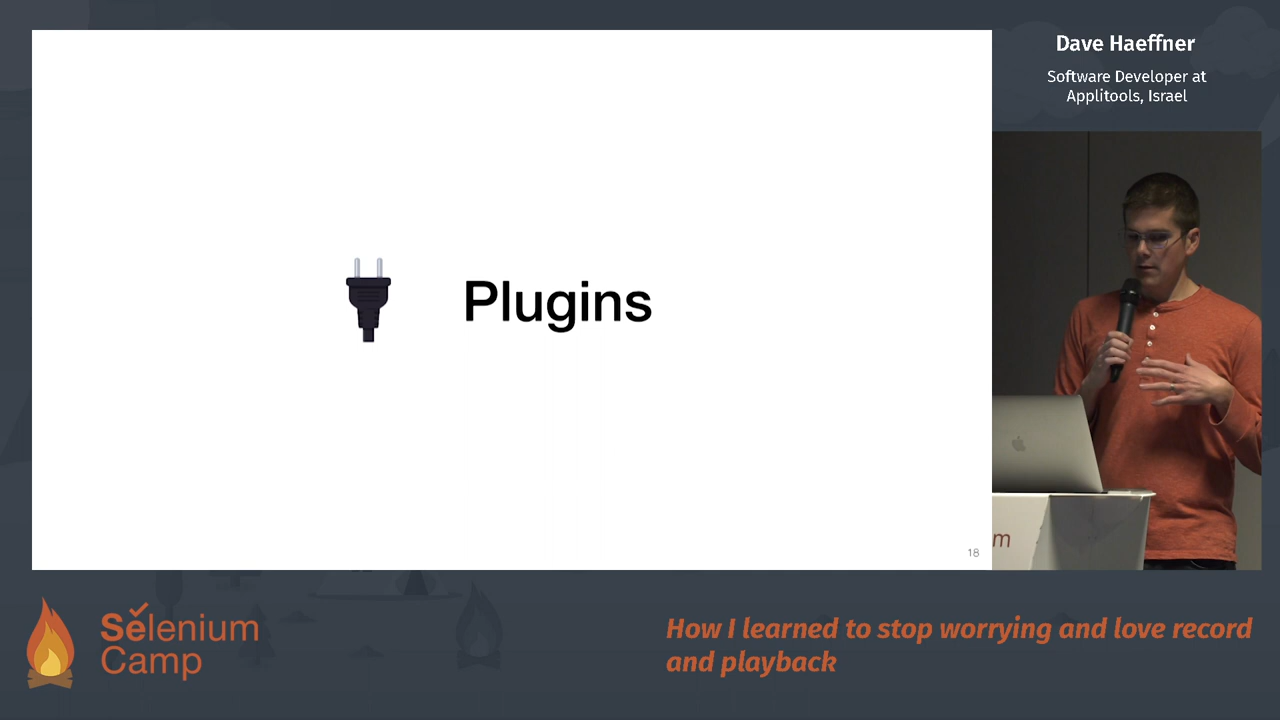 Dave Haeffner
Software Developer at
Applitools, Israel
Plugins
18
m
Selenium
Camp
How I learned to stop worrying and love record
and playback